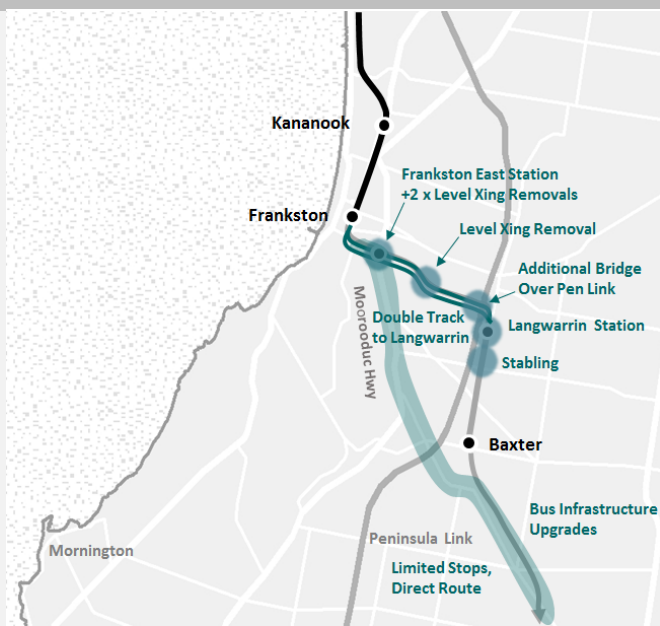 Kananook
Frankston East Station
+2 x Level Xing Removals
Frankston
Level Xing Removal
Additional Bridge
Over Pen Link
Moorooduc Hwy
Double Track
to Langwarrin
Langwarrin Station
Stabling
Baxter
Bus Infrastructure
Upgrades
Mornington
Peninsula Link
Limited Stops,
Direct Route